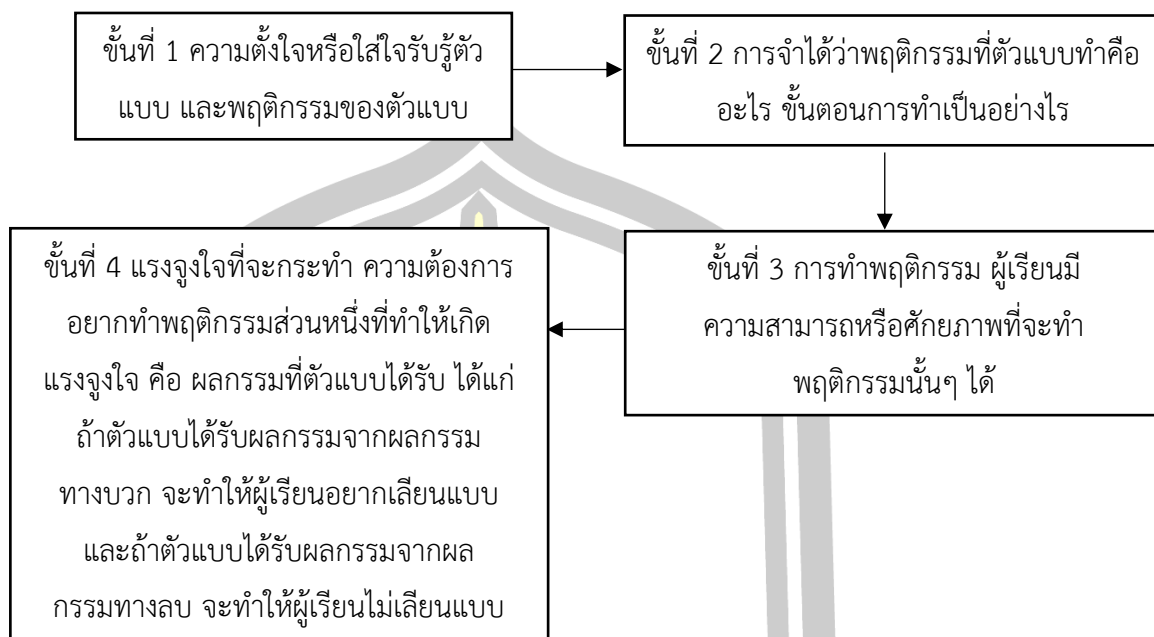 ขั้นที่ 1 ความตั้งใจหรือใส่ใจรับรู้ตัว
แบบ และพฤติกรรมของตัวแบบ
ขั้นที่ 2 การจำได้ว่าพฤติกรรมที่ตัวแบบทำคือ
อะไร ขั้นตอนการทำเป็นอย่างไร
ขั้นที่ 3 การทำพฤติกรรม ผู้เรียนมี
ความสามารถหรือศักยภาพที่จะทำ
พฤติกรรมนั้นๆ ได้
ขั้นที่ 4 แรงจูงใจที่จะกระทำ ความต้องการ
อยากทำพฤติกรรมส่วนหนึ่งที่ทำให้เกิด
แรงจูงใจ คือ ผลกรรมที่ตัวแบบได้รับ ได้แก่
ถ้าตัวแบบได้รับผลกรรมจากผลกรรม
ทางบวก จะทำให้ผู้เรียนอยากเลียนแบบ
และถ้าตัวแบบได้รับผลกรรมจากผล
กรรมทางลบ จะทำให้ผู้เรียนไม่เลียนแบบ